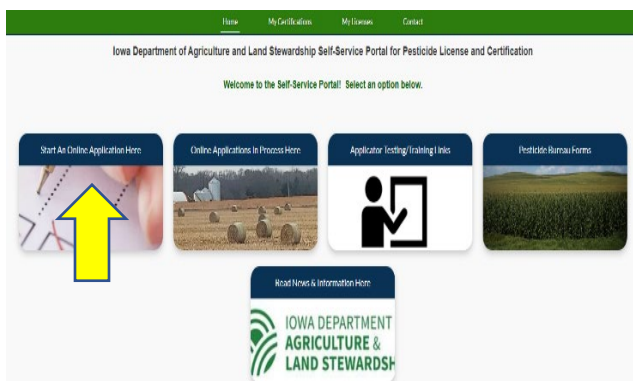 Home My Certifications My Licenses Contact
Iowa Department of Agriculture and Land Stewardship Self-Service Portal for Pesticide License and Certification
Welcome to the Self-Service Portal! Select an option below.
Start An Online Application Here
Online Applications In Process Here
Applicator Testing/Training Links
Pesticide Bureau Forms
Read News & Information Here
IOWA DEPARTMENT
AGRICULTURE &
LAND STEWARDSH